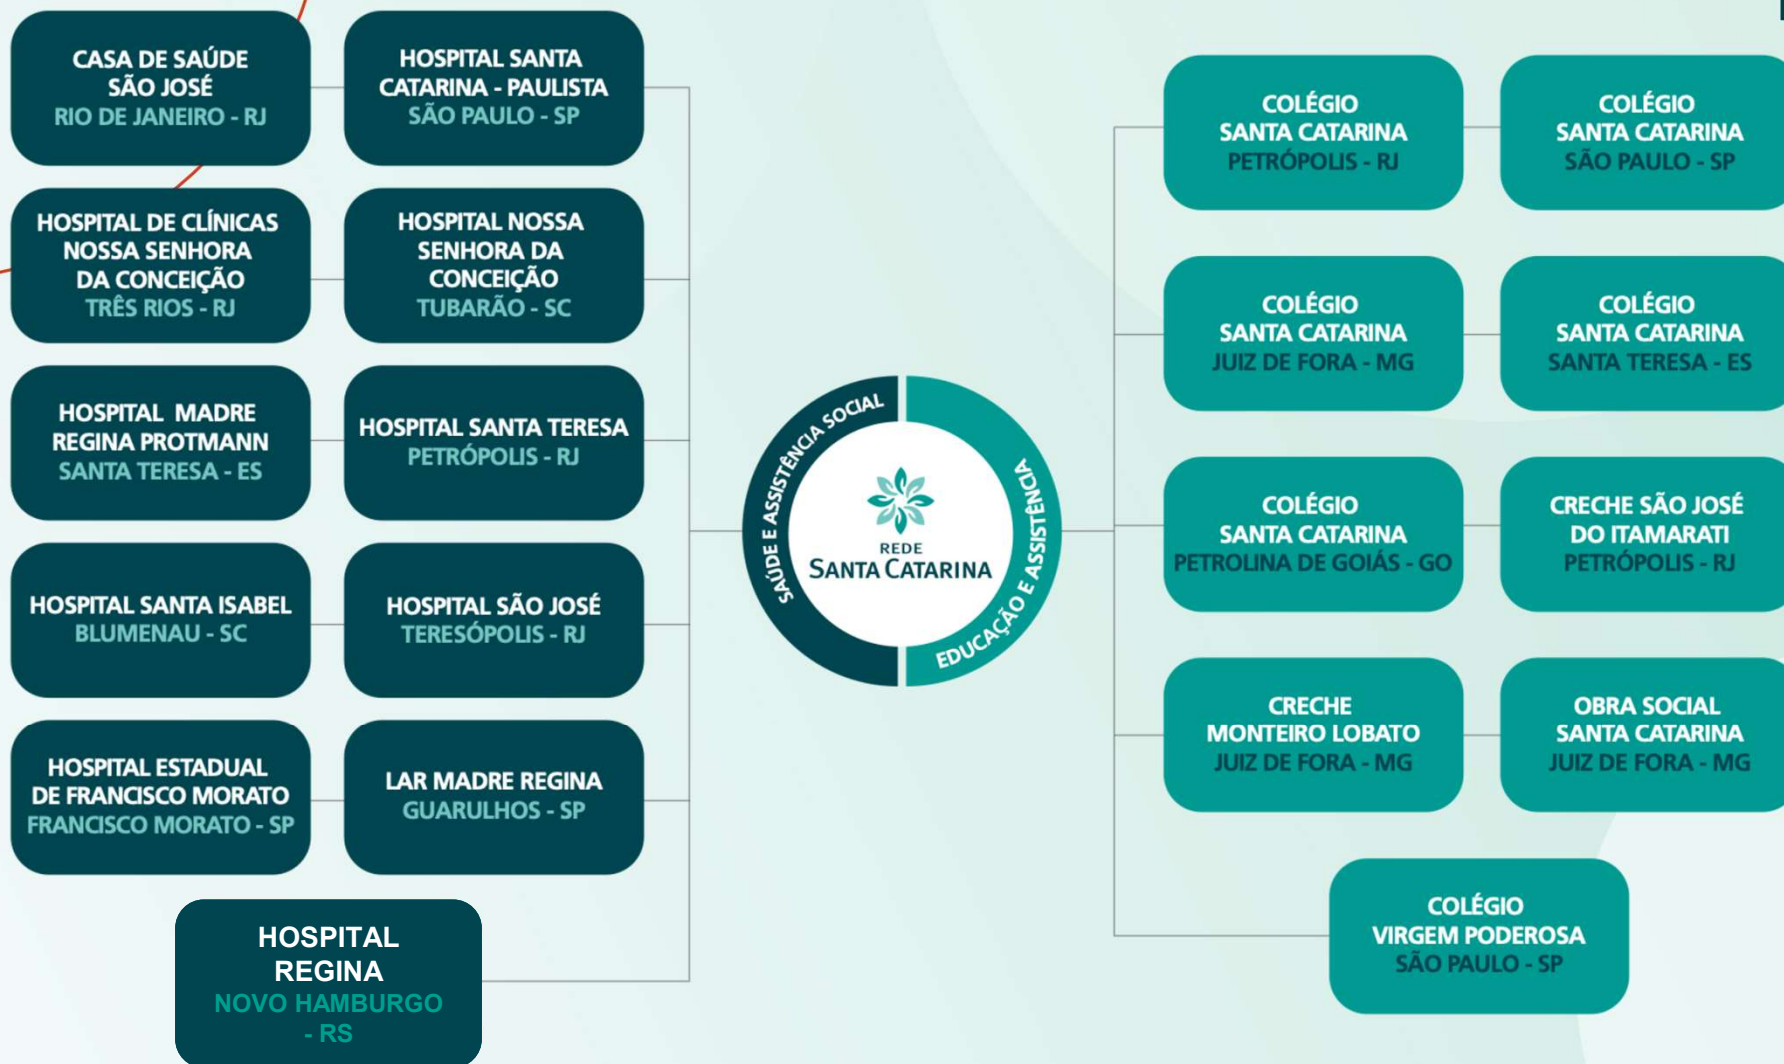 CASA DE SAÚDE
SÃO JOSÉ
RIO DE JANEIRO - RJ
HOSPITAL SANTA
CATARINA - PAULISTA
SÃO PAULO - SP
HOSPITAL DE CLÍNICAS
NOSSA SENHORA
DA CONCEIÇÃO
TRÊS RIOS - RJ
HOSPITAL NOSSA
SENHORA DA
CONCEIÇÃO
TUBARÃO - SC
HOSPITAL MADRE
REGINA PROTMANN
SANTA TERESA - ES
HOSPITAL SANTA TERESA
PETRÓPOLIS - RJ
HOSPITAL SANTA ISABEL
BLUMENAU - SC
HOSPITAL SÃO JOSÉ
TERESÓPOLIS - RJ
HOSPITAL ESTADUAL
DE FRANCISCO MORATO
FRANCISCO MORATO - SP
LAR MADRE REGINA
GUARULHOS - SP
HOSPITAL
REGINA
NOVO HAMBURGO
- RS
SAÚDE E ASSISTÊNCIA SOCIAL
REDE
SANTA CATARINA
EDUCAÇÃO E ASSISTÊNCIA
COLÉGIO
SANTA CATARINA
PETRÓPOLIS - RJ
COLÉGIO
SANTA CATARINA
SÃO PAULO - SP
COLÉGIO
SANTA CATARINA
JUIZ DE FORA - MG
COLÉGIO
SANTA CATARINA
SANTA TERESA - ES
COLÉGIO
SANTA CATARINA
PETROLINA DE GOIÁS - GO
CRECHE SÃO JOSÉ
DO ITAMARATI
PETRÓPOLIS - RJ
CRECHE
MONTEIRO LOBATO
JUIZ DE FORA - MG
OBRA SOCIAL
SANTA CATARINA
JUIZ DE FORA - MG
COLÉGIO
VIRGEM PODEROSA
SÃO PAULO - SP